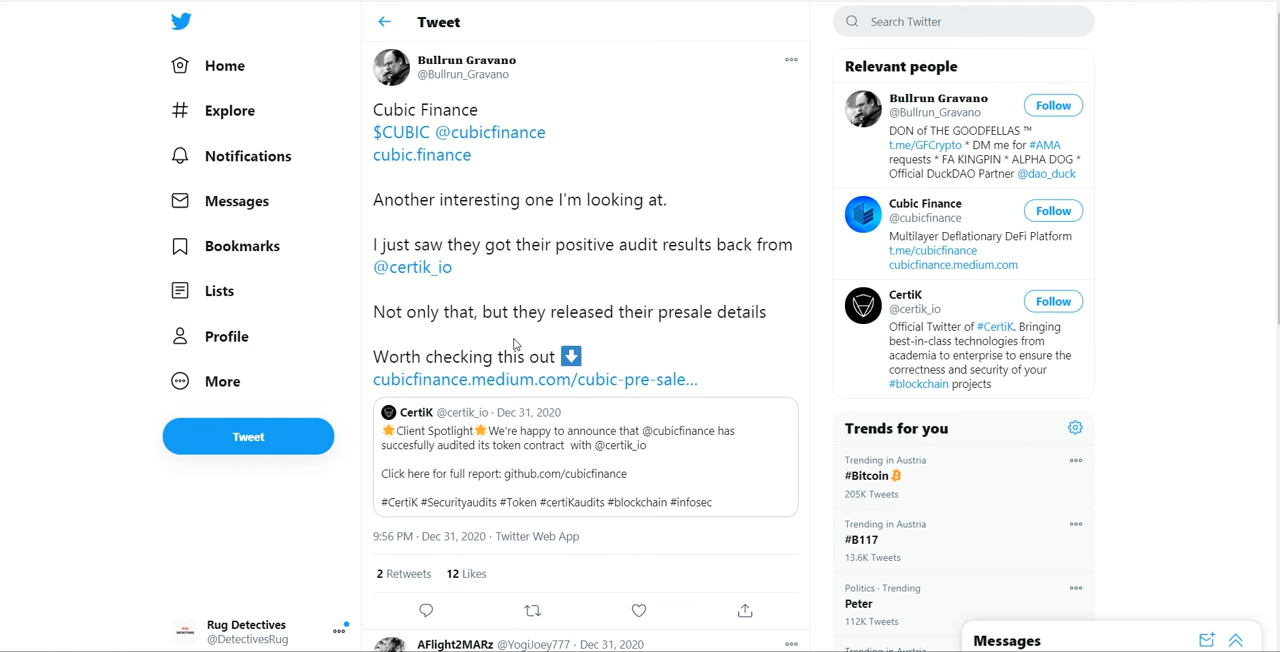 Home
Explore
Notifications
Messages
Bookmarks
Lists
Profile
More
Tweet
Rug Detectives
@DetectivesRug
Tweet
Bullrun Gravano
@Bullrun_Gravano
Cubic Finance
$CUBIC @cubicfinance
cubic.finance
Another interesting one I'm looking at.
I just saw they got their positive audit results back from
@certik_io
Not only that, but they released their presale details
Worth checking this out ⬇️
cubicfinance.medium.com/cubic-pre-sale...
CertiK @certik_io · Dec 31, 2020
🌟Client Spotlight🌟We're happy to announce that @cubicfinance has
succesfully audited its token contract with @certik_io
Click here for full report: github.com/cubicfinance
#CertiK #Securityaudits #Token #certiKaudits #blockchain #infosec
9:56 PM · Dec 31, 2020 · Twitter Web App
2 Retweets 12 Likes
AFlight2MARz @YogiJoey777 · Dec 31, 2020
Search Twitter
Relevant people
Bullrun Gravano
@Bullrun_Gravano
Follow
DON of THE GOODFELLAS ™
t.me/GFCrypto * DM me for #AMA
requests * FA KINGPIN * ALPHA DOG *
Official DuckDAO Partner @dao_duck
Cubic Finance
@cubicfinance
Follow
Multilayer Deflationary DeFi Platform
t.me/cubicfinance
cubicfinance.medium.com
CertiK
@certik_io
Follow
Official Twitter of #CertiK. Bringing
best-in-class technologies from
academia to enterprise to ensure the
correctness and security of your
#blockchain projects
Trends for you
Trending in Austria
#Bitcoin
205K Tweets
Trending in Austria
#B117
13.6K Tweets
Politics · Trending
Peter
112K Tweets
Trending in Austria
Messages